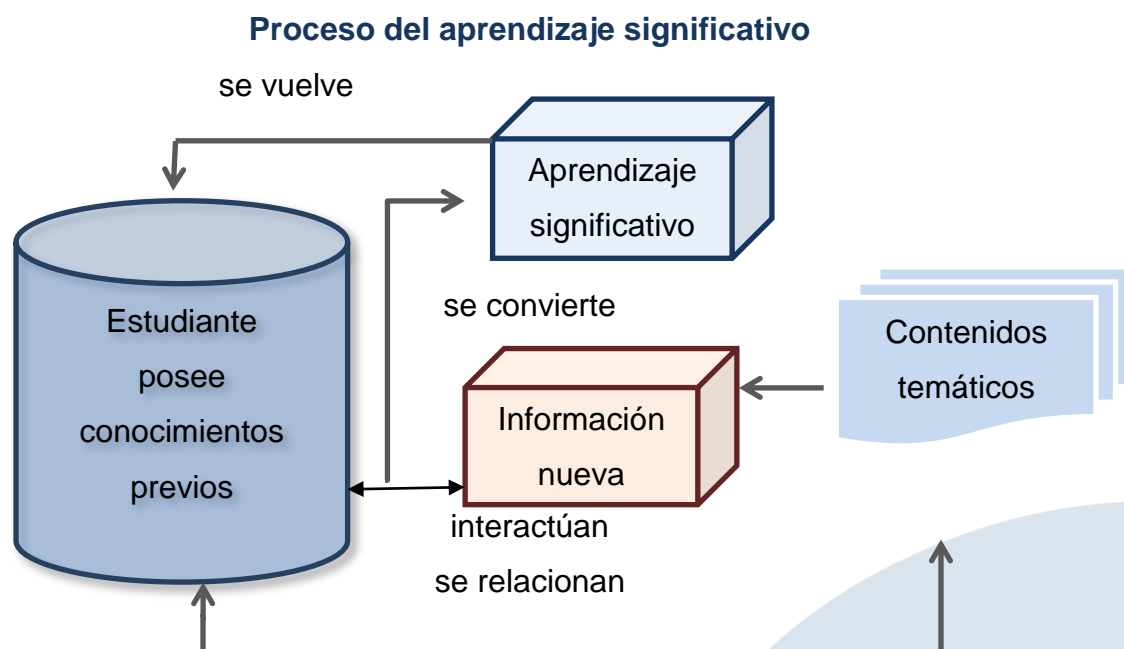 Proceso del aprendizaje significativo
se vuelve
Aprendizaje
significativo
se convierte
Estudiante
posee
conocimientos
previos
Información
nueva
Contenidos
temáticos
interactúan
se relacionan